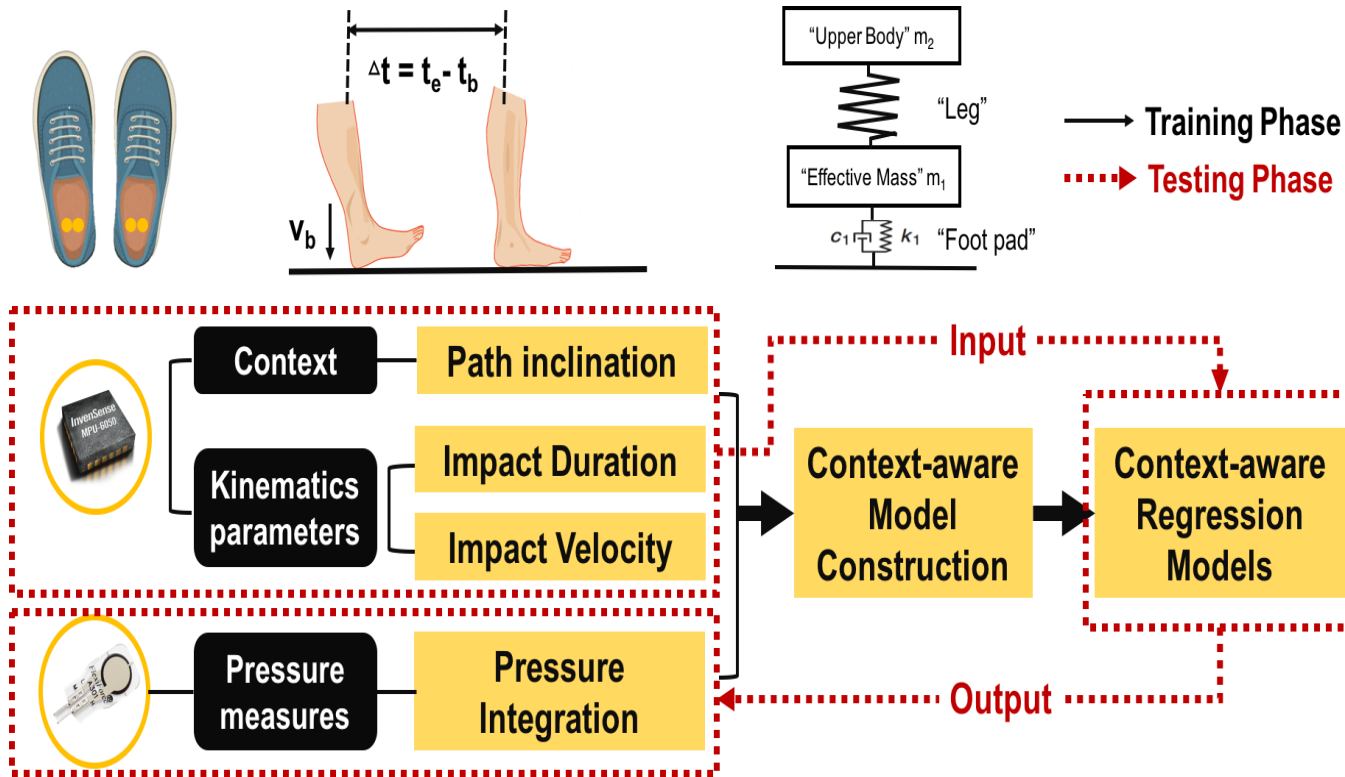 Δt = te- tb
vb
"Upper Body" m2
"Leg"
"Effective Mass" m1
c1
k1
"Foot pad"
Training Phase
Testing Phase
InvenSense
MPU-6050
Context
Path inclination
Kinematics
parameters
Impact Duration
Impact Velocity
Input
Context-aware
Model
Construction
Context-aware
Regression
Models
Pressure
measures
Pressure
Integration
Output